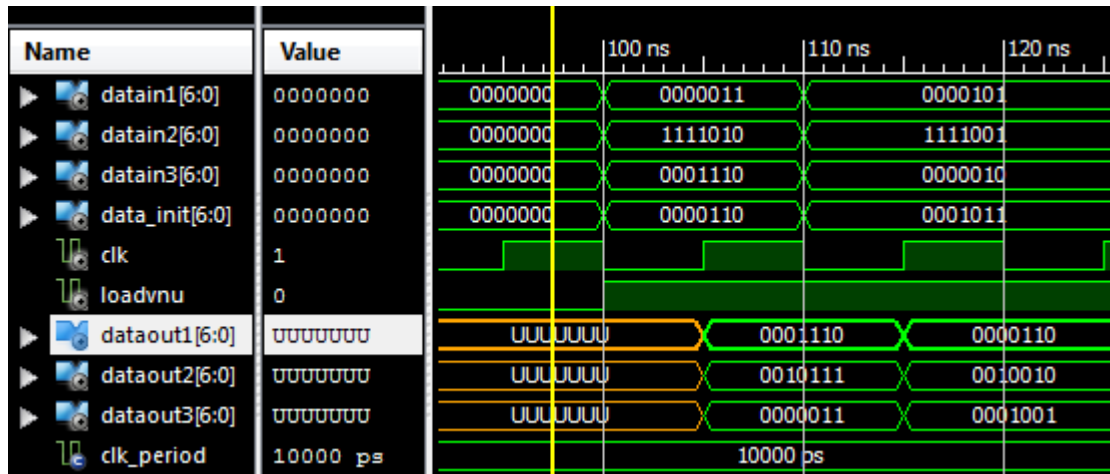 Name Value 100 ns 110 ns 120 ns
datain1[6:0] 0000000 0000000 0000011 0000101
datain2[6:0] 0000000 0000000 1111010 1111001
datain3[6:0] 0000000 0000000 0001110 0000010
data_init[6:0] 0000000 0000000 0000110 0001011
clk 1
loadvnu 0
dataout1[6:0] UUUUUUU UUUUUUU 0001110 0000110
dataout2[6:0] UUUUUUU UUUUUUU 0010111 0010010
dataout3[6:0] UUUUUUU UUUUUUU 0000011 0001001
clk_period 10000 ps 10000 ps